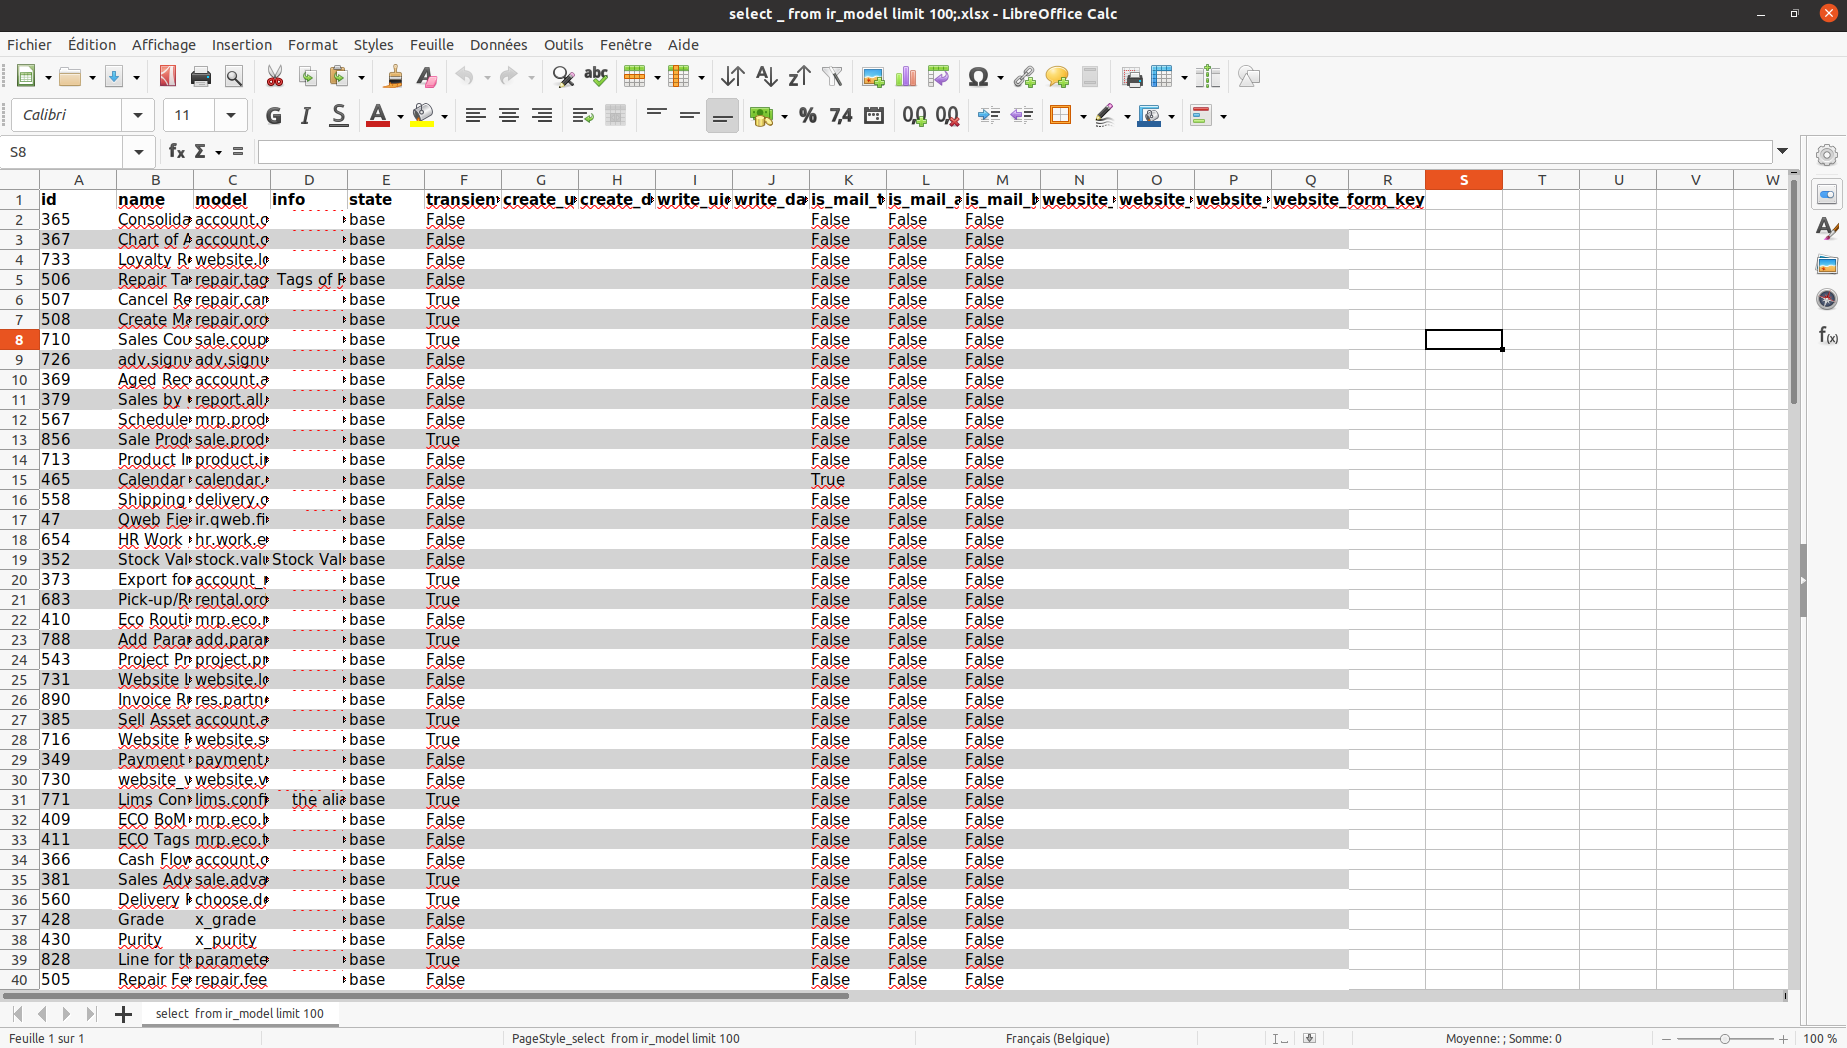 select _ from ir_model limit 100;.xlsx - LibreOffice Calc
Fichier Édition Affichage Insertion Format Styles Feuille Données Outils Fenêtre Aide
Calibri 11 G I S A % 7,4
S8 fx Σ =
A B C D E F G H I J K L M N O P Q R S T U V W
1 id name model info state transien create_u create_d write_uid write_da is_mail_t is_mail_a is_mail_b website_ website_ website_ website_form_key
2 365 Consolida account.c base False False False False
3 367 Chart of A account.c base False False False False
4 733 Loyalty Re website.lo base False False False False
5 506 Repair Ta repair.tag Tags of R base False False False False
6 507 Cancel Re repair.can base True False False False
7 508 Create Ma repair.ord base True False False False
8 710 Sales Cou sale.coup base True False False False
9 726 adv.signu adv.signu base False False False False
10 369 Aged Rec account.a base False False False False
11 379 Sales by report.all. base False False False False
12 567 Schedule mrp.prod base False False False False
13 856 Sale Prod sale.prod base True False False False
14 713 Product In product.ir base False False False False
15 465 Calendar calendar. base False True False False
16 558 Shipping delivery.c base False False False False
17 47 Qweb Fie ir.qweb.fi base False False False False
18 654 HR Work hr.work.e base False False False False
19 352 Stock Val stock.valu Stock Val base False False False False
20 373 Export for account_r base True False False False
21 683 Pick-up/R rental.ord base True False False False
22 410 Eco Routi mrp.eco.r base False False False False
23 788 Add Para add.parar base True False False False
24 543 Project Pr project.pr base False False False False
25 731 Website L website.lo base False False False False
26 890 Invoice R res.partne base False False False False
27 385 Sell Asset account.a base True False False False
28 716 Website P website.s base True False False False
29 349 Payment payment. base False False False False
30 730 website_v website.v base False False False False
31 771 Lims Con lims.confi the alia base True False False False
32 409 ECO BoM mrp.eco.b base False False False False
33 411 ECO Tags mrp.eco.t base False False False False
34 366 Cash Flow account.c base False False False False
35 381 Sales Adv sale.adva base True False False False
36 560 Delivery choose.de base True False False False
37 428 Grade x_grade base False False False False
38 430 Purity x_purity base False False False False
39 828 Line for th paramete base True False False False
40 505 Repair Fe repair.fee base False False False False
select from ir_model limit 100
Feuille 1 sur 1 PageStyle_select from ir_model limit 100 Français (Belgique) Moyenne: ; Somme: 0 100 %